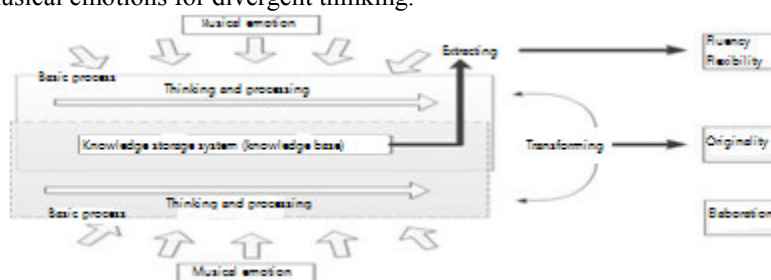 musical emotions for divergent thinking.
Musical emotion
Extracting
Fluency
Flexibility
Basic process
Thinking and processing
Knowledge storage system (knowledge base)
Transforming
Originality
Thinking and processing
Basic process
Elaboration
Musical emotion